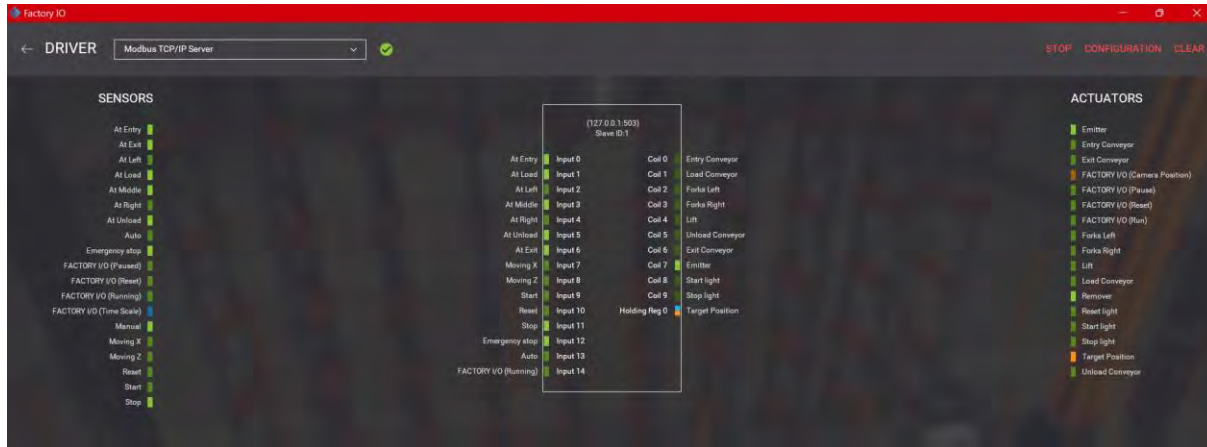 Factory IO
← DRIVER Modbus TCP/IP Server STOP CONFIGURATION CLEAR
SENSORS
At Entry
At Exit
At Left
At Load
At Middle
At Right
At Unload
Auto
Emergency stop
FACTORY I/O (Paused)
FACTORY I/O (Reset)
FACTORY I/O (Running)
FACTORY I/O (Time Scale)
Manual
Moving X
Moving Z
Reset
Start
Stop
(127.0.0.1:503)
Slave ID:1
At Entry Input 0 Coil 0 Entry Conveyor
At Load Input 1 Coil 1 Load Conveyor
At Left Input 2 Coil 2 Forks Left
At Middle Input 3 Coil 3 Forks Right
At Right Input 4 Coil 4 Lift
At Unload Input 5 Coil 5 Unload Conveyor
At Exit Input 6 Coil 6 Exit Conveyor
Moving X Input 7 Coil 7 Emitter
Moving Z Input 8 Coil 8 Start light
Start Input 9 Coil 9 Stop light
Reset Input 10 Holding Reg 0 Target Position
Stop Input 11
Emergency stop Input 12
Auto Input 13
FACTORY I/O (Running) Input 14
ACTUATORS
Emitter
Entry Conveyor
Exit Conveyor
FACTORY I/O (Camera Position)
FACTORY I/O (Pause)
FACTORY I/O (Reset)
FACTORY I/O (Run)
Forks Left
Forks Right
Lift
Load Conveyor
Remover
Reset light
Start light
Stop light
Target Position
Unload Conveyor